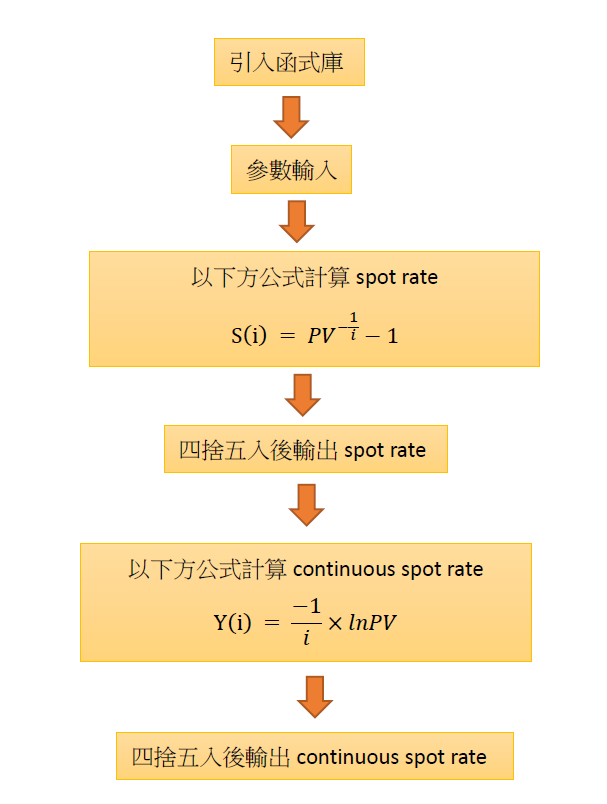 引入函式庫
參數輸入
以下方公式計算 spot rate
S(i) = PV^{-\frac{1}{i}} − 1
四捨五入後輸出 spot rate
以下方公式計算 continuous spot rate
Y(i) = \frac{-1}{i} × lnPV
四捨五入後輸出 continuous spot rate